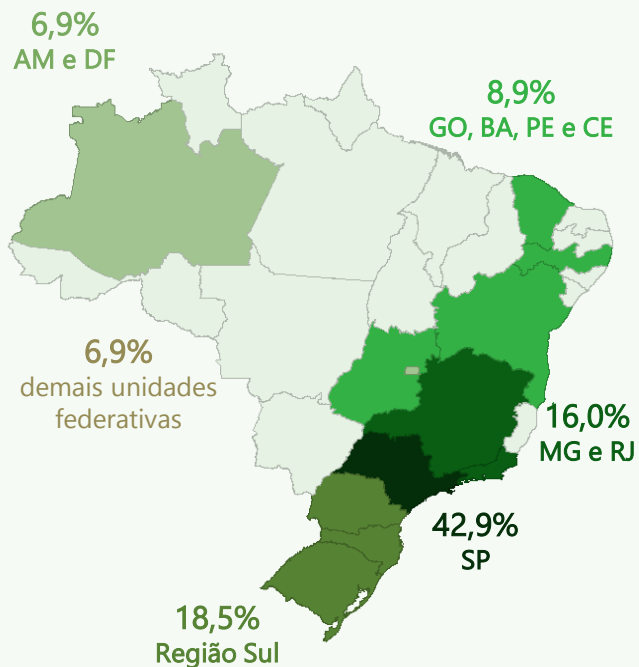 6,9%
AM e DF
8,9%
GO, BA, PE e CE
6,9%
demais unidades
federativas
16,0%
MG e RJ
42,9%
SP
18,5%
Região Sul